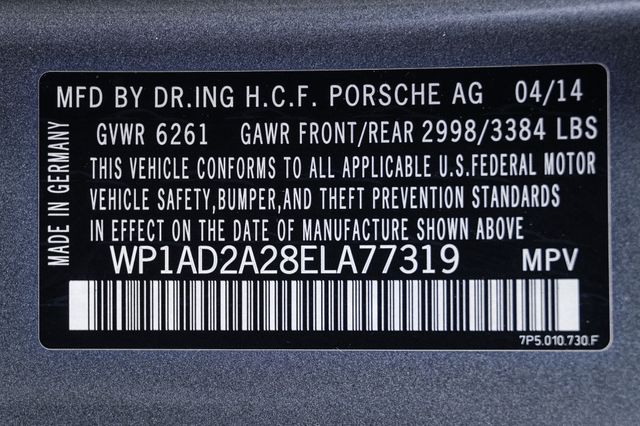 MFD BY DR.ING H.C.F. PORSCHE AG 04/14
GVWR 6261 GAWR FRONT/REAR 2998/3384 LBS
THIS VEHICLE CONFORMS TO ALL APPLICABLE U.S.FEDERAL MOTOR
VEHICLE SAFETY,BUMPER,AND THEFT PREVENTION STANDARDS
IN EFFECT ON THE DATE OF MANUFACTURE SHOWN ABOVE
WP1AD2A28ELA77319 MPV
7P5.010.730.F
MADE IN GERMANY